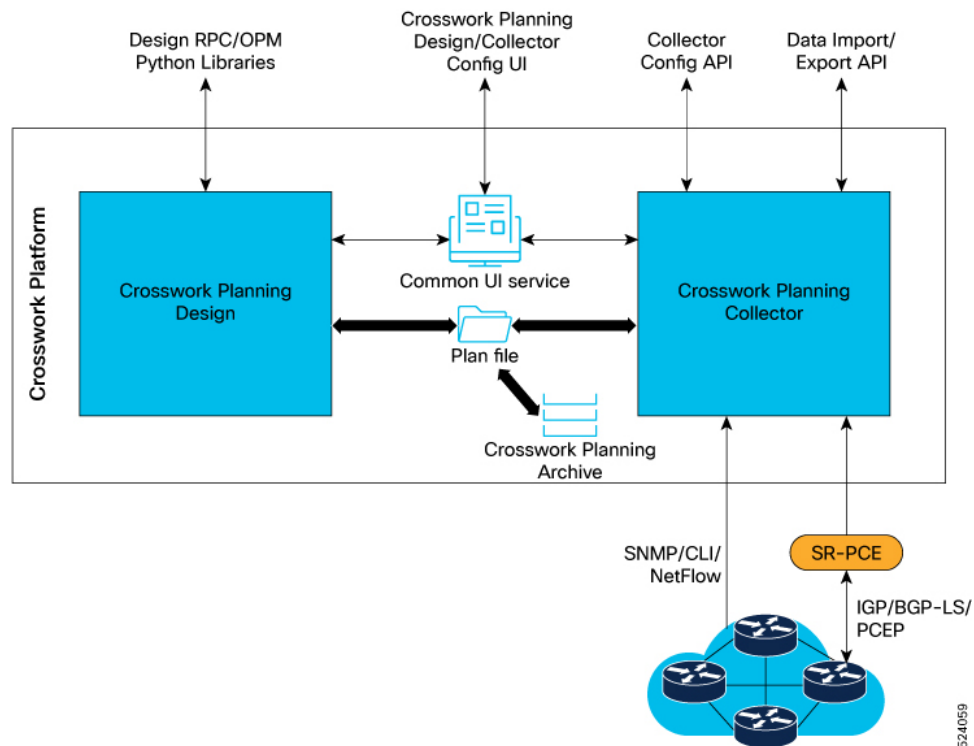 Design RPC/OPM
Python Libraries
Crosswork Planning
Design/Collector
Config UI
Collector
Config API
Data Import/
Export API
Crosswork Platform
Crosswork Planning
Design
Common UI service
Plan file
Crosswork Planning
Archive
Crosswork Planning
Collector
SNMP/CLI/
NetFlow
SR-PCE
IGP/BGP-LS/
PCEP
524059